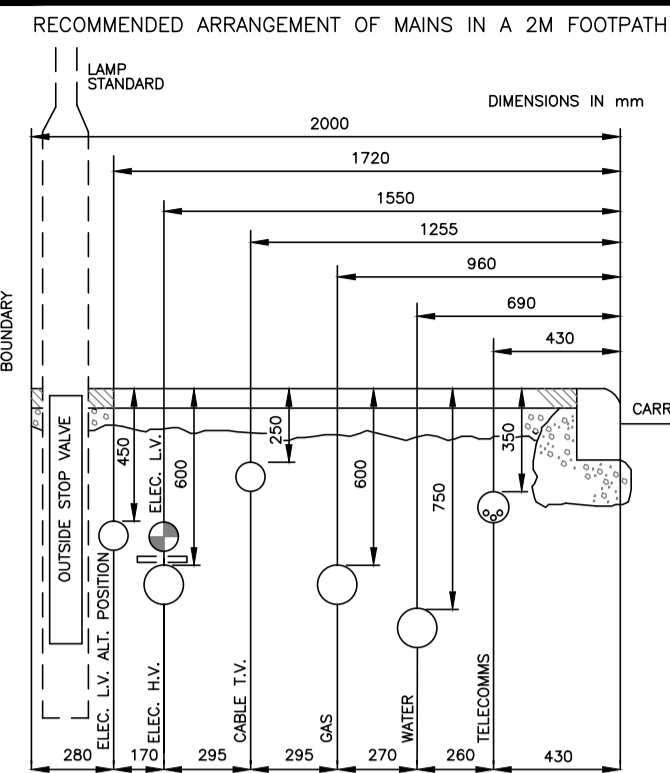 RECOMMENDED ARRANGEMENT OF MAINS IN A 2M FOOTPATH
LAMP
STANDARD
DIMENSIONS IN mm
2000
1720
1550
1255
960
690
430
BOUNDARY
CARR
OUTSIDE STOP VALVE
450
ELEC. L.V.
600
250
600
750
350
ELEC. L.V. ALT. POSITION
ELEC. H.V.
CABLE T.V.
GAS
WATER
TELECOMMS
280
170
295
295
270
260
430